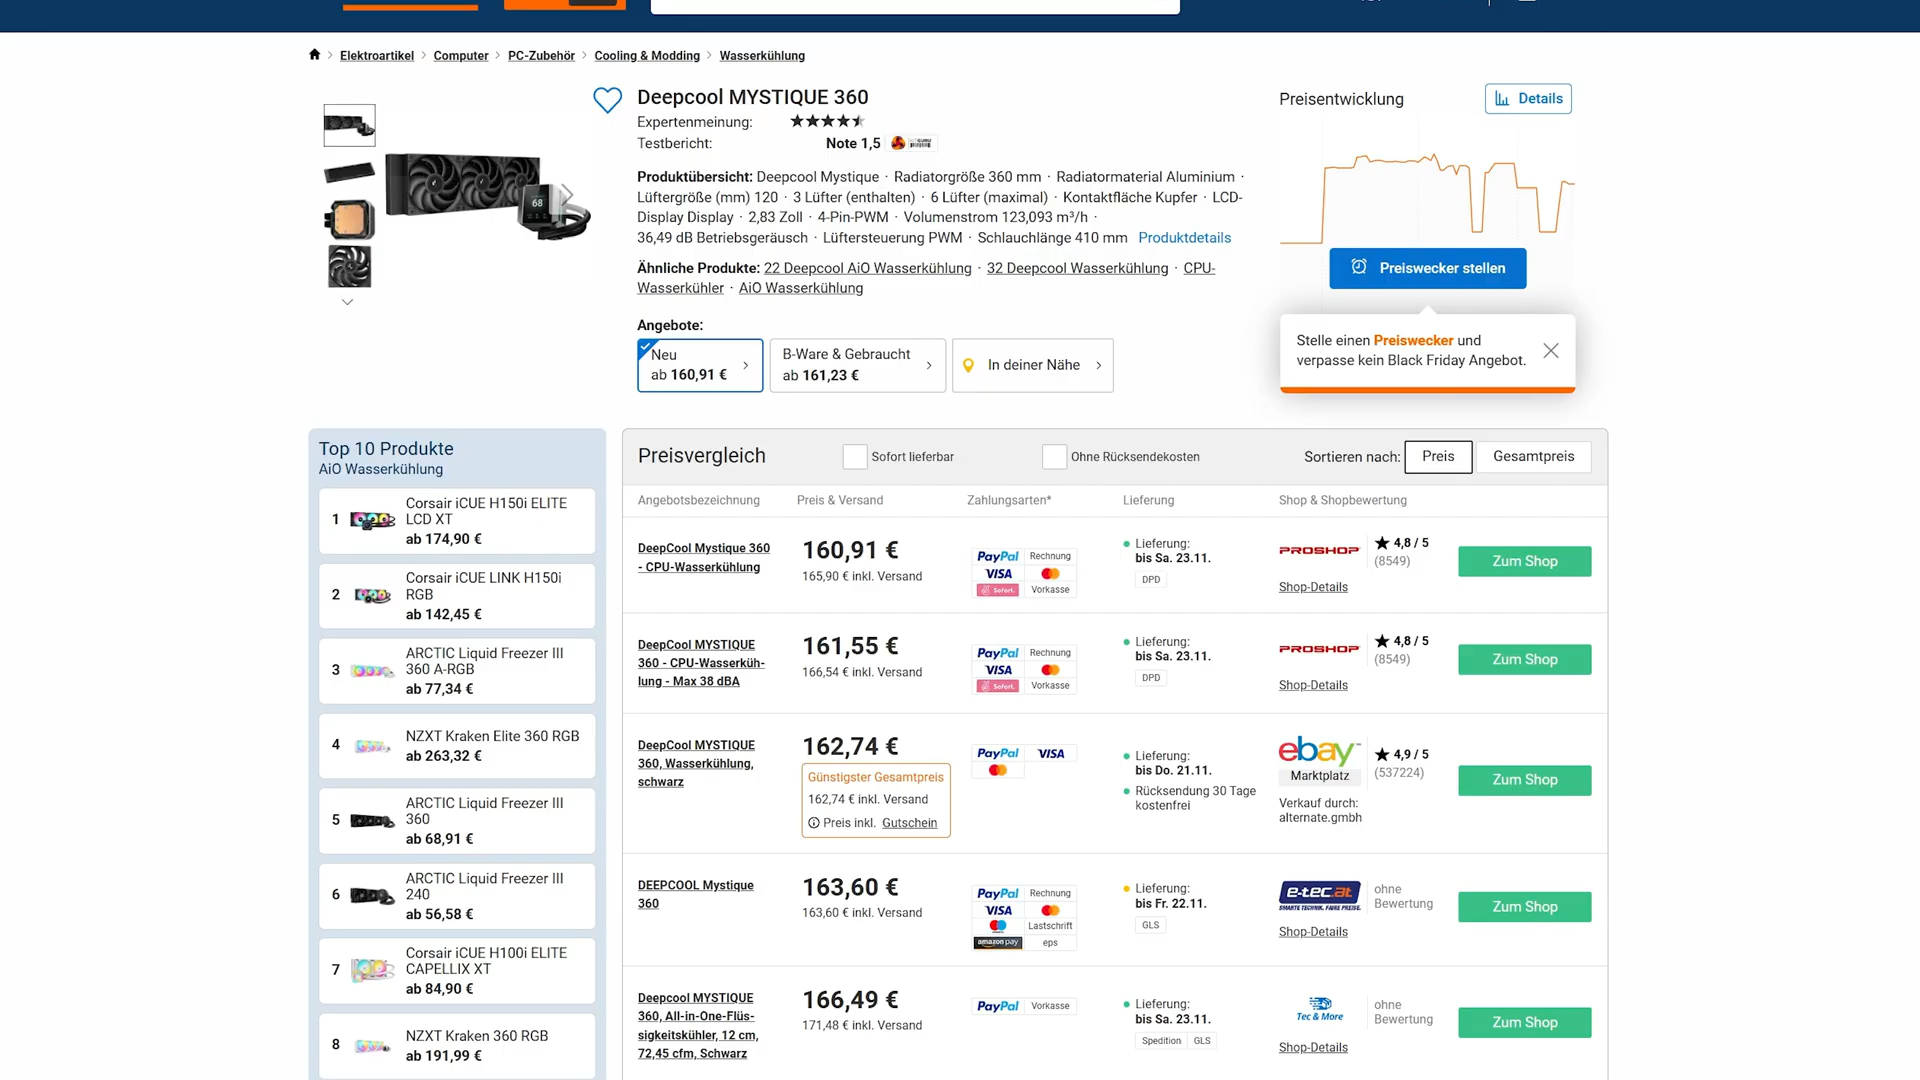 Elektroartikel > Computer > PC-Zubehör > Cooling & Modding > Wasserkühlung
Deepcool MYSTIQUE 360
Expertenmeinung:
Testbericht: Note 1,5
Produktübersicht: Deepcool Mystique · Radiatorgröße 360 mm · Radiatormaterial Aluminium ·
Lüftergröße (mm) 120 · 3 Lüfter (enthalten) · 6 Lüfter (maximal) · Kontaktfläche Kupfer · LCD-
Display Display · 2,83 Zoll · 4-Pin-PWM · Volumenstrom 123,093 m³/h ·
36,49 dB Betriebsgeräusch · Lüftersteuerung PWM · Schlauchlänge 410 mm Produktdetails
Ähnliche Produkte: 22 Deepcool AiO Wasserkühlung · 32 Deepcool Wasserkühlung · CPU-
Wasserkühler · AiO Wasserkühlung
68
Angebote:
Neu
ab 160,91 €
B-Ware & Gebraucht
ab 161,23 €
In deiner Nähe
Preisentwicklung
Details
Preiswecker stellen
Stelle einen Preiswecker und
verpasse kein Black Friday Angebot.
Top 10 Produkte
AiO Wasserkühlung
1
Corsair iCUE H150i ELITE
LCD XT
ab 174,90 €
2
Corsair iCUE LINK H150i
RGB
ab 142,45 €
3
ARCTIC Liquid Freezer III
360 A-RGB
ab 77,34 €
4
NZXT Kraken Elite 360 RGB
ab 263,32 €
5
ARCTIC Liquid Freezer III
360
ab 68,91 €
6
ARCTIC Liquid Freezer III
240
ab 56,58 €
7
Corsair iCUE H100i ELITE
CAPELLIX XT
ab 84,90 €
8
NZXT Kraken 360 RGB
ab 191,99 €
Preisvergleich
Sofort lieferbar
Ohne Rücksendekosten
Sortieren nach: Preis Gesamtpreis
Angebotsbezeichnung Preis & Versand Zahlungsarten* Lieferung Shop & Shopbewertung
DeepCool Mystique 360
- CPU-Wasserkühlung
160,91 €
165,90 € inkl. Versand
PayPal Rechnung
VISA
Sofort. Vorkasse
Lieferung:
bis Sa. 23.11.
DPD
PROSHOP
4,8 / 5
(8549)
Shop-Details
Zum Shop
DeepCool MYSTIQUE
360 - CPU-Wasserküh-
lung - Max 38 dBA
161,55 €
166,54 € inkl. Versand
PayPal Rechnung
VISA
Sofort. Vorkasse
Lieferung:
bis Sa. 23.11.
DPD
PROSHOP
4,8 / 5
(8549)
Shop-Details
Zum Shop
DeepCool MYSTIQUE
360, Wasserkühlung,
schwarz
162,74 €
Günstigster Gesamtpreis
162,74 € inkl. Versand
Preis inkl. Gutschein
PayPal VISA
Lieferung:
bis Do. 21.11.
Rücksendung 30 Tage
kostenfrei
ebay
Marktplatz
4,9 / 5
(537224)
Verkauf durch:
alternate.gmbh
Zum Shop
DEEPCOOL Mystique
360
163,60 €
163,60 € inkl. Versand
PayPal Rechnung
VISA
Lastschrift
amazon pay eps
Lieferung:
bis Fr. 22.11.
GLS
e-tec.at
SMARTE TECHNIK. FAIRE PREISE.
ohne
Bewertung
Shop-Details
Zum Shop
Deepcool MYSTIQUE
360, All-in-One-Flüs-
sigkeitskühler, 12 cm,
72,45 cfm, Schwarz
166,49 €
171,48 € inkl. Versand
PayPal Vorkasse
Lieferung:
bis Sa. 23.11.
Spedition GLS
Tec & More
ohne
Bewertung
Shop-Details
Zum Shop